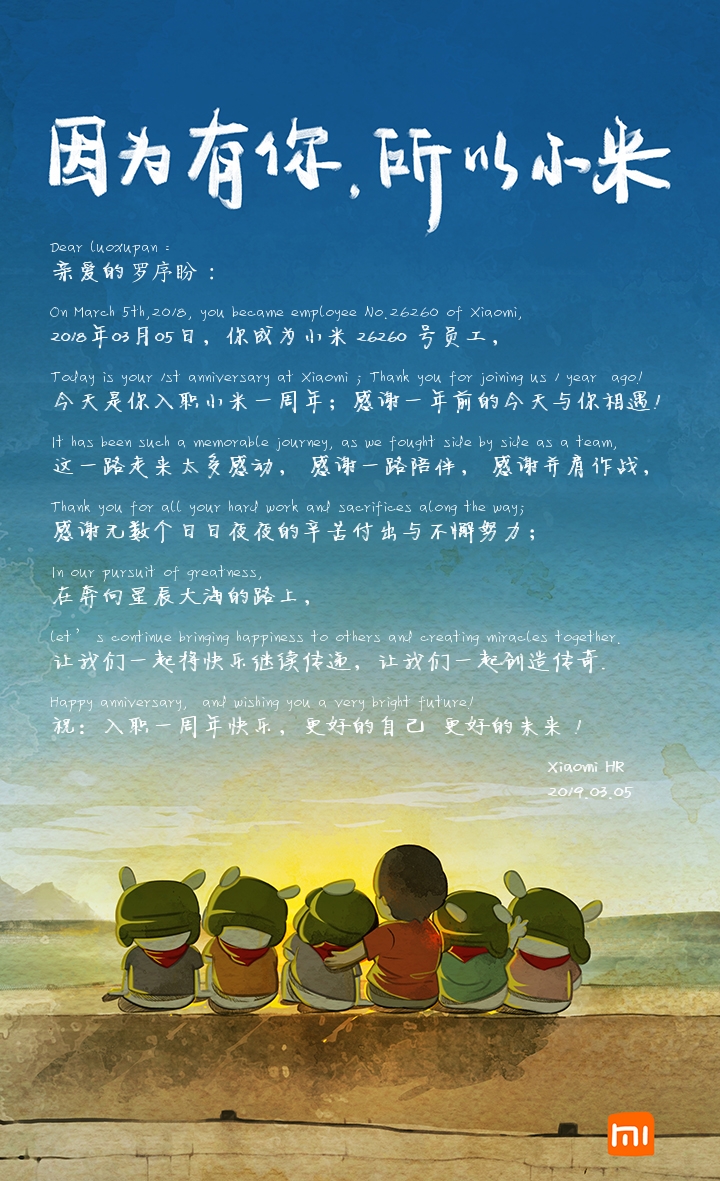 因为有你,所以小米
Dear luoxupan :
亲爱的罗序盼:
On March 5th,2018, you became employee No.26260 of Xiaomi,
2018年03月05日,你成为小米 26260 号员工,
Today is your 1st anniversary at Xiaomi ; Thank you for joining us 1 year ago!
今天是你入职小米一周年;感谢一年前的今天与你相遇!
It has been such a memorable journey, as we fought side by side as a team,
这一路走来太多感动, 感谢一路陪伴, 感谢并肩作战,
Thank you for all your hard work and sacrifices along the way;
感谢无数个日日夜夜的辛苦付出与不懈努力;
In our pursuit of greatness,
在奔向星辰大海的路上,
let’ s continue bringing happiness to others and creating miracles together.
让我们一起将快乐继续传递,让我们一起创造传奇.
Happy anniversary, and wishing you a very bright future!
祝:入职一周年快乐,更好的自己 更好的未来!
Xiaomi HR
2019.03.05
mi